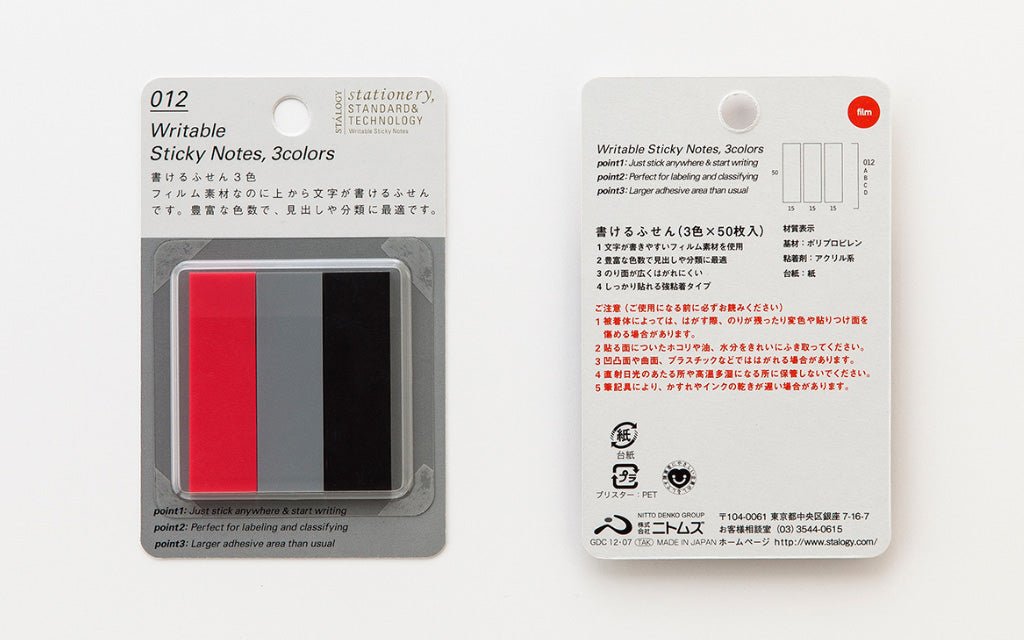 012
Writable
Sticky Notes, 3colors
STÁLOGY
stationery,
STANDARD&
TECHNOLOGY
Writable Sticky Notes
書けるふせん3色
フィルム素材なのに上から文字が書けるふせん
です。豊富な色数で、見出しや分類に最適です。
point1: Just stick anywhere & start writing
point2: Perfect for labeling and classifying
point3: Larger adhesive area than usual
film
Writable Sticky Notes, 3colors
point1: Just stick anywhere & start writing
point2: Perfect for labeling and classifying
point3: Larger adhesive area than usual
50
15 15 15
012
A
B
C
D
書けるふせん(3色×50枚入)
1 文字が書きやすいフィルム素材を使用
2 豊富な色数で見出しや分類に最適
3 のり面が広くはがれにくい
4 しっかり貼れる強粘着タイプ
材質表示
基材:ポリプロピレン
粘着剤:アクリル系
台紙:紙
ご注意(ご使用になる前に必ずお読みください)
1 被着体によっては、はがす際、のりが残ったり変色や貼りつけ面を
傷める場合があります。
2 貼る面についたホコリや油、水分をきれいにふき取ってください。
3 凹凸面や曲面、プラスチックなどでははがれる場合があります。
4 直射日光のあたる所や高温多湿になる所に保管しないでください。
5 筆記具により、かすれやインクの乾きが遅い場合があります。
紙
台紙
プラ
ブリスター:PET
NITTO DENKO GROUP
株式会社ニトムズ
〒104-0061 東京都中央区銀座 7-16-7
お客様相談室 (03) 3544-0615
GDC 12・07 TAK MADE IN JAPAN ホームページ http://www.stalogy.com/